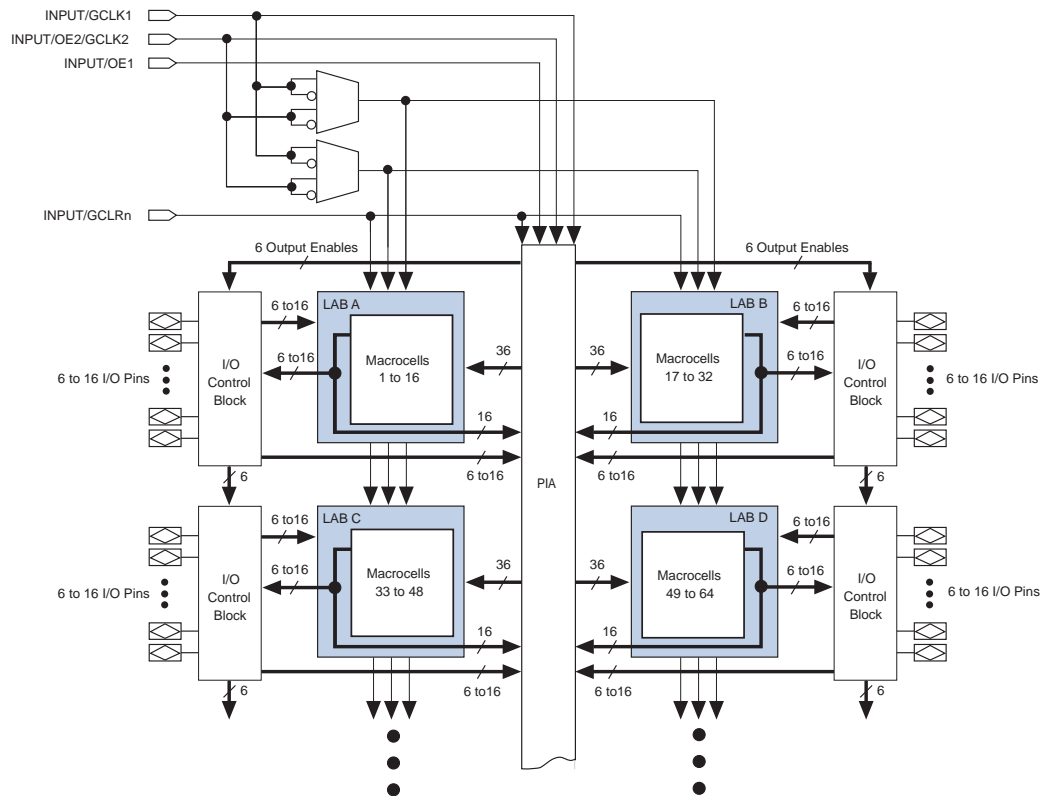 INPUT/GCLK1
INPUT/OE2/GCLK2
INPUT/OE1
INPUT/GCLRn
6 Output Enables
6 Output Enables
LAB A
LAB B
6 to16
6 to16
Macrocells
1 to 16
Macrocells
17 to 32
36
36
6 to16
6 to16
I/O
Control
Block
I/O
Control
Block
6 to 16 I/O Pins
6 to 16 I/O Pins
16
16
6 to16
6 to16
6
6
PIA
LAB C
LAB D
6 to16
6 to16
Macrocells
33 to 48
Macrocells
49 to 64
36
36
6 to16
6 to16
I/O
Control
Block
I/O
Control
Block
6 to 16 I/O Pins
6 to 16 I/O Pins
16
16
6 to16
6 to16
6
6